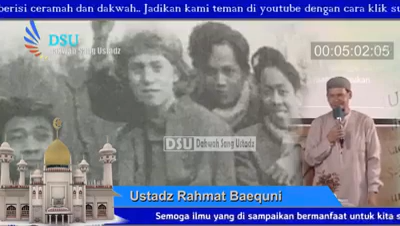 berisi ceramah dan dakwah.. Jadikan kami teman di youtube dengan cara klik su
DSU
Dakwah Sang Ustadz
00:05:02:05
DSU Dakwah Sang Ustadz
Ustadz Rahmat Baequni
Semoga ilmu yang di sampaikan bermanfaat untuk kita s